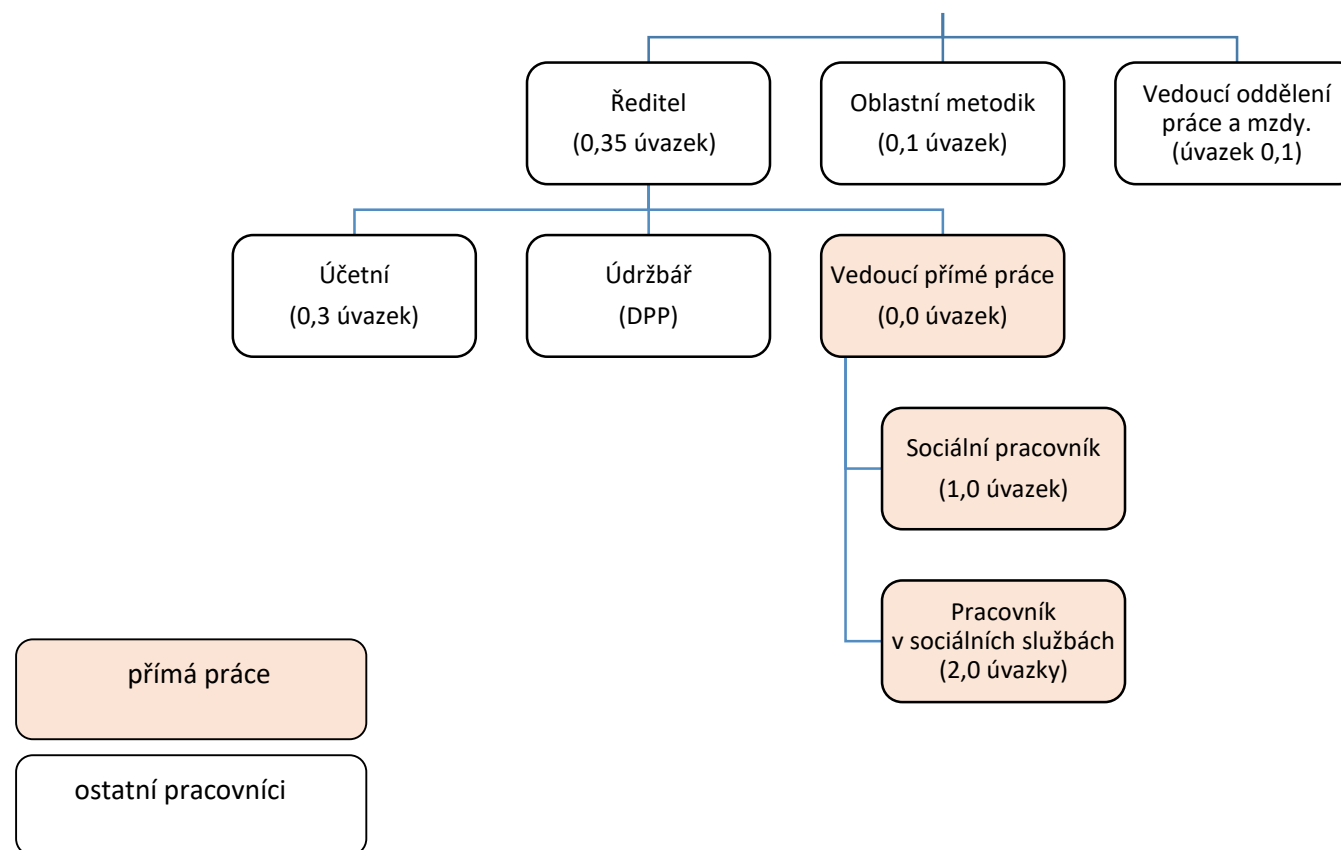 Ředitel
(0,35 úvazek)
Oblastní metodik
(0,1 úvazek)
Vedoucí oddělení
práce a mzdy.
(úvazek 0,1)
Účetní
(0,3 úvazek)
Údržbář
(DPP)
Vedoucí přímé práce
(0,0 úvazek)
Sociální pracovník
(1,0 úvazek)
Pracovník
v sociálních službách
(2,0 úvazky)
přímá práce
ostatní pracovníci